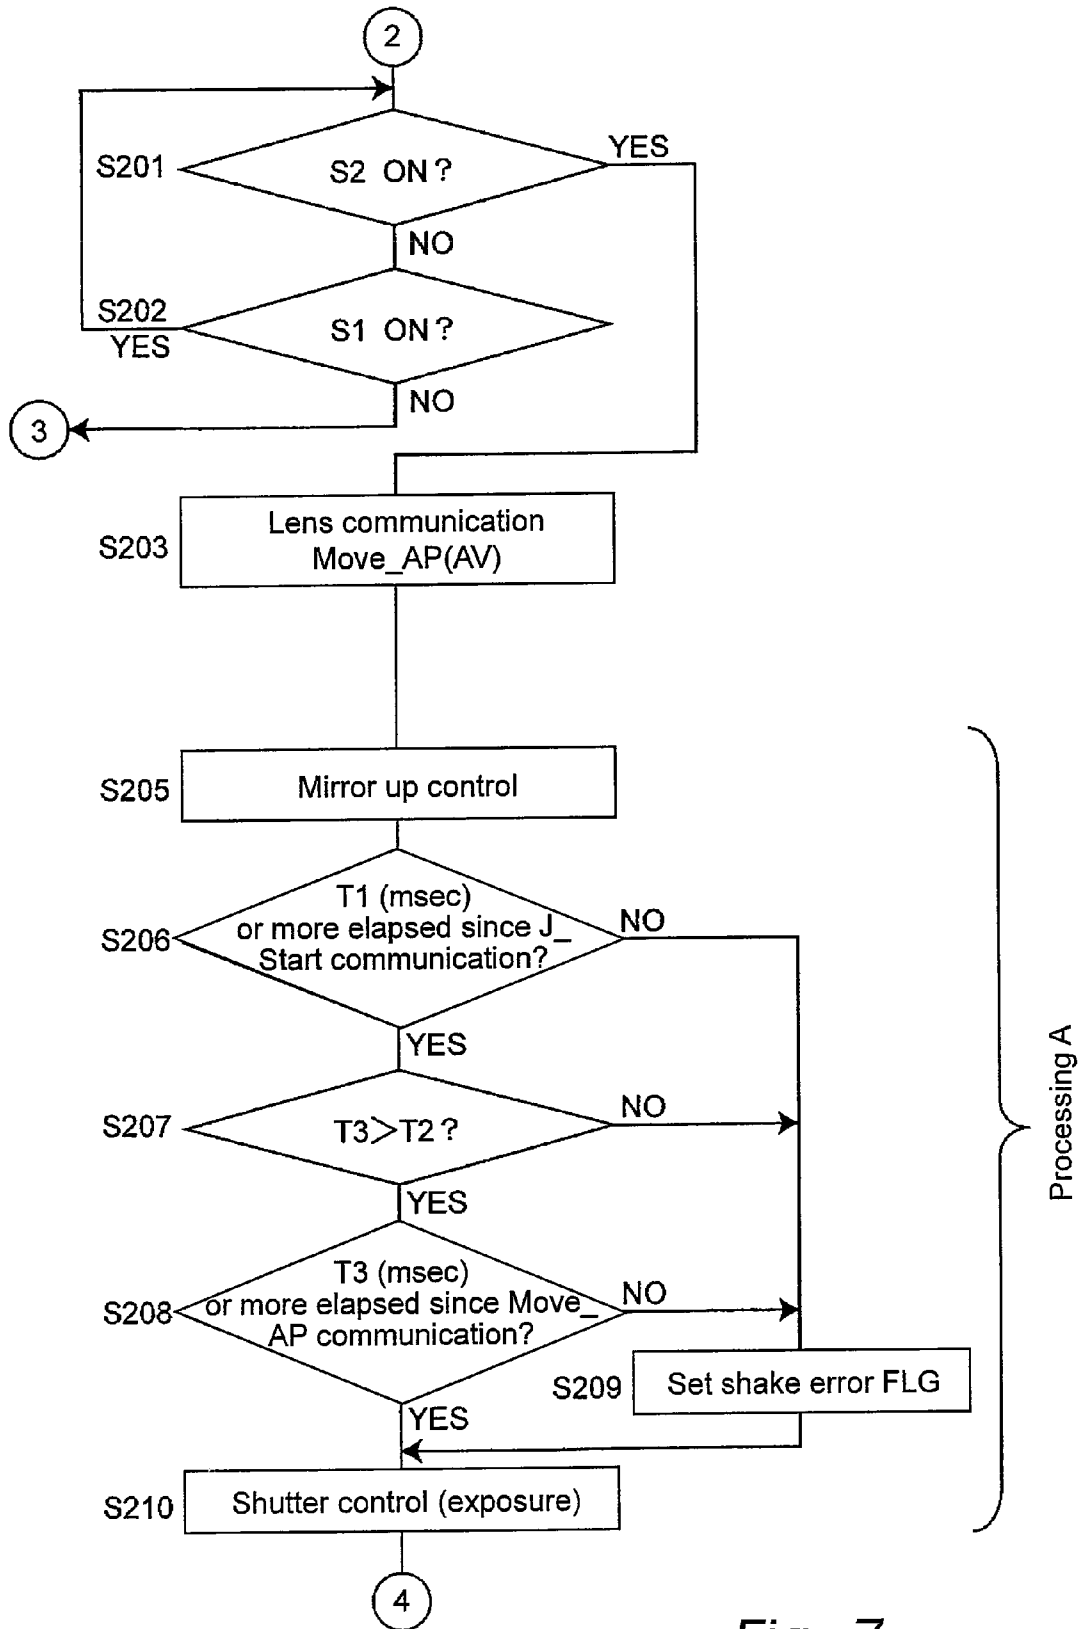 2
S201
S2 ON?
YES
NO
S202
S1 ON?
YES
NO
3
S203
Lens communication
Move_AP(AV)
S205
Mirror up control
S206
T1 (msec)
or more elapsed since J_
Start communication?
NO
YES
S207
T3>T2?
NO
YES
S208
T3 (msec)
or more elapsed since Move_
AP communication?
NO
YES
S209
Set shake error FLG
S210
Shutter control (exposure)
4
Processing A
Fig. 7